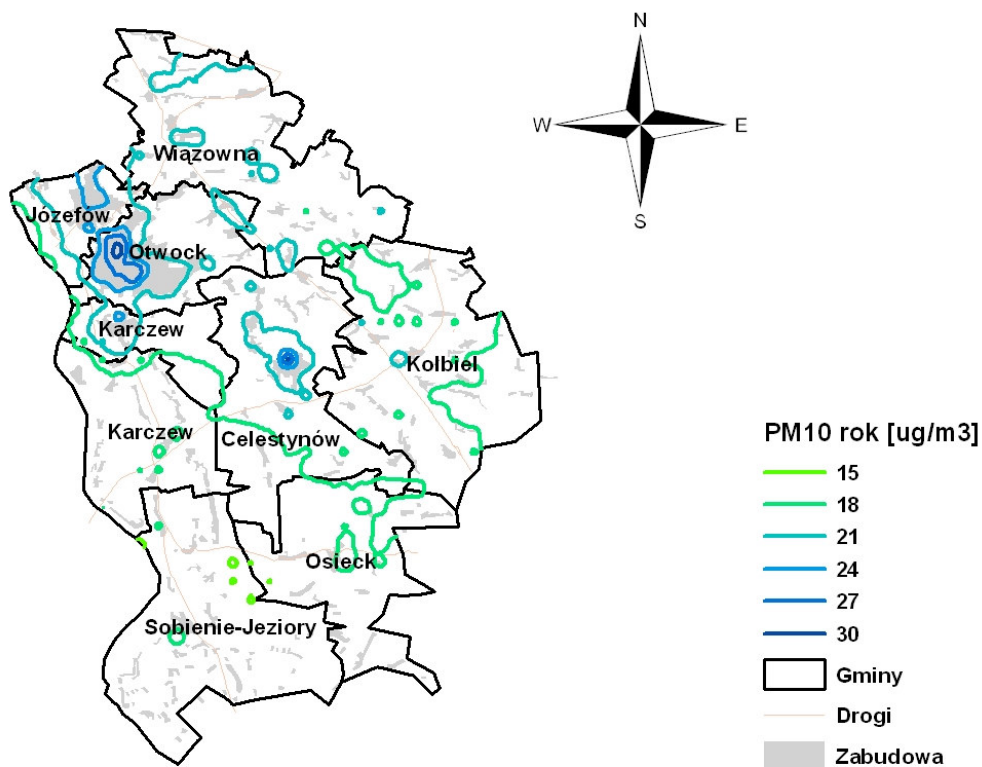 N
W E
S
Wiązowna
Józefów
Otwock
Karczew
Kołbiel
Karczew
Celestynów
Osieck
Sobienie-Jeziory
PM10 rok [ug/m3]
15
18
21
24
27
30
Gminy
Drogi
Zabudowa